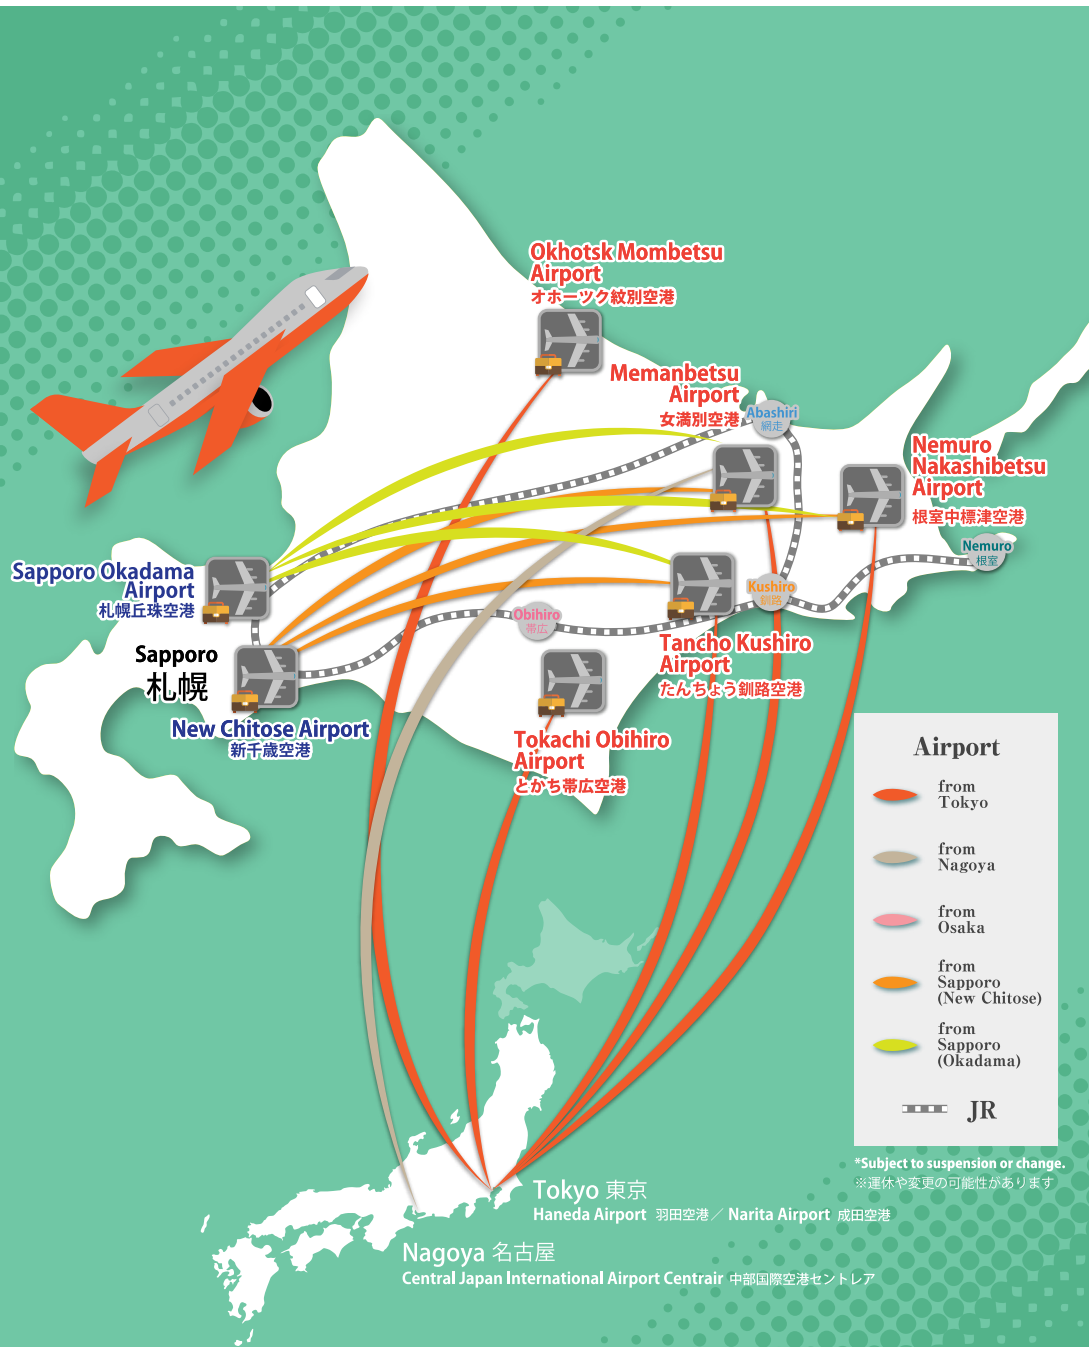 Okhotsk Mombetsu
Airport
オホーツク紋別空港
Memanbetsu
Airport
女満別空港
Abashiri
網走
Nemuro
Nakashibetsu
Airport
根室中標津空港
Nemuro
根室
Sapporo Okadama
Airport
札幌丘珠空港
Kushiro
釧路
Obihiro
帯広
Sapporo
札幌
New Chitose Airport
新千歳空港
Tancho Kushiro
Airport
たんちょう釧路空港
Tokachi Obihiro
Airport
とかち帯広空港
Airport
from
Tokyo
from
Nagoya
from
Osaka
from
Sapporo
(New Chitose)
from
Sapporo
(Okadama)
JR
*Subject to suspension or change.
※運休や変更の可能性があります
Tokyo 東京
Haneda Airport 羽田空港／ Narita Airport 成田空港
Nagoya 名古屋
Central Japan International Airport Centrair 中部国際空港セントレア